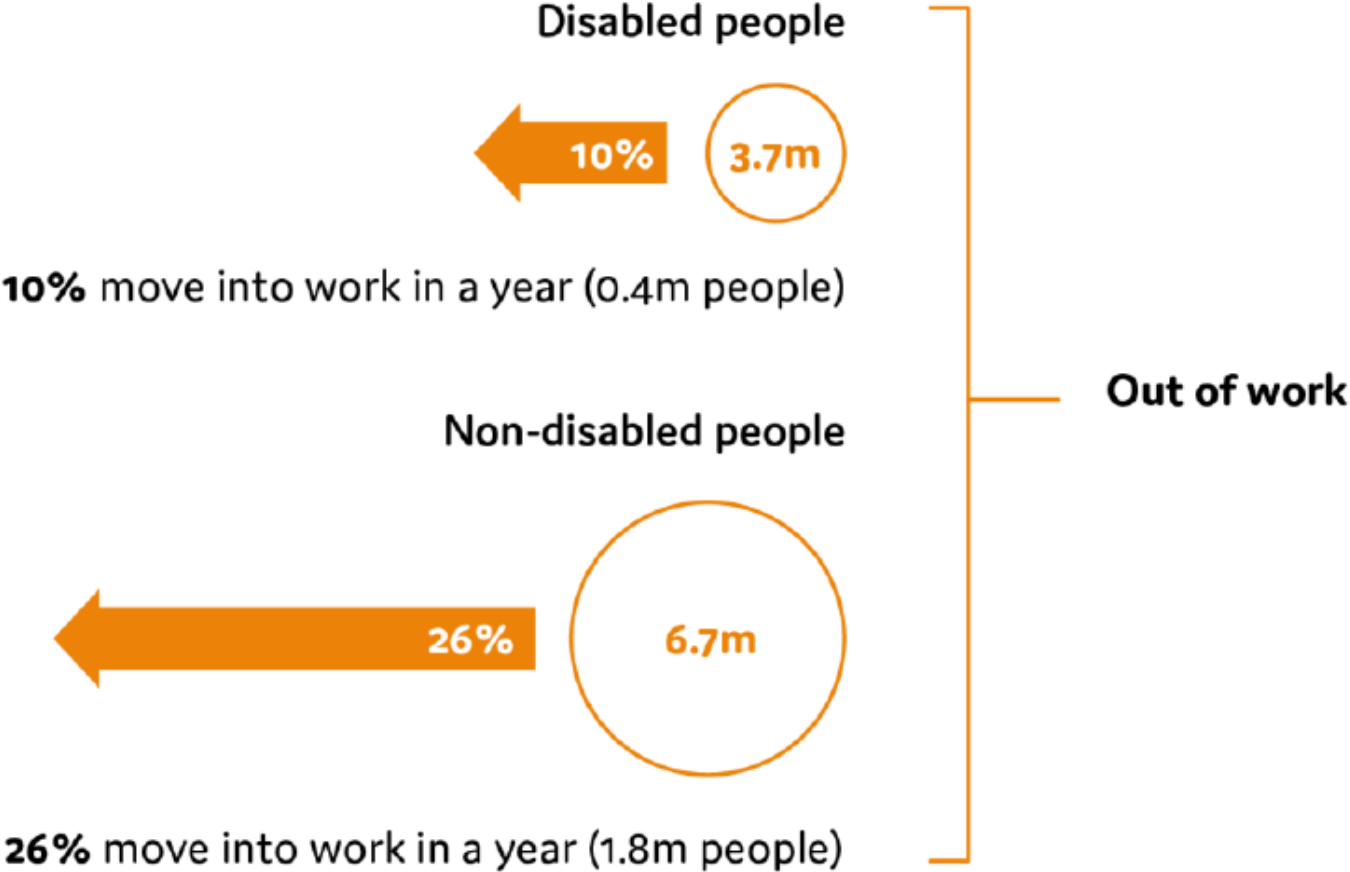 Disabled people
10%
3.7m
10% move into work in a year (0.4m people)
Out of work
Non-disabled people
26%
6.7m
26% move into work in a year (1.8m people)